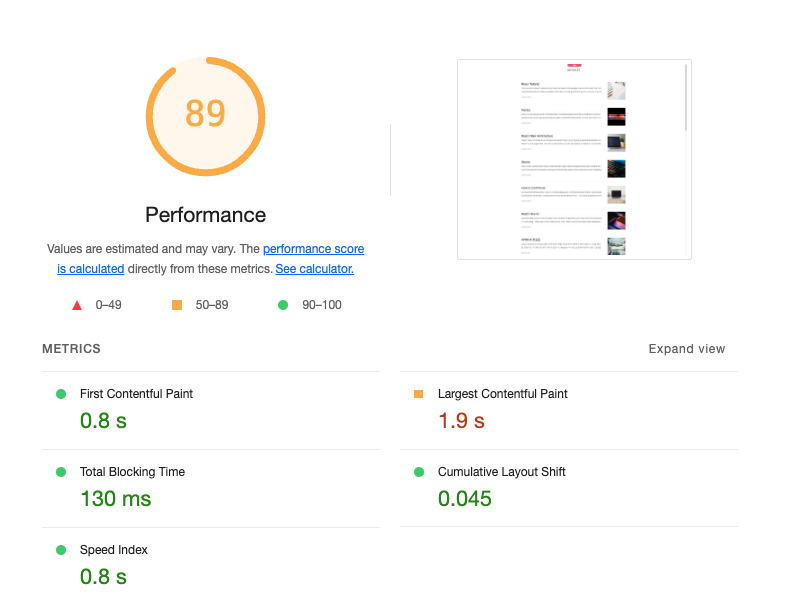 89
Performance
Values are estimated and may vary. The performance score
is calculated directly from these metrics. See calculator.
0–49
50–89
90–100
METRICS
Expand view
First Contentful Paint
0.8 s
Largest Contentful Paint
1.9 s
Total Blocking Time
130 ms
Cumulative Layout Shift
0.045
Speed Index
0.8 s